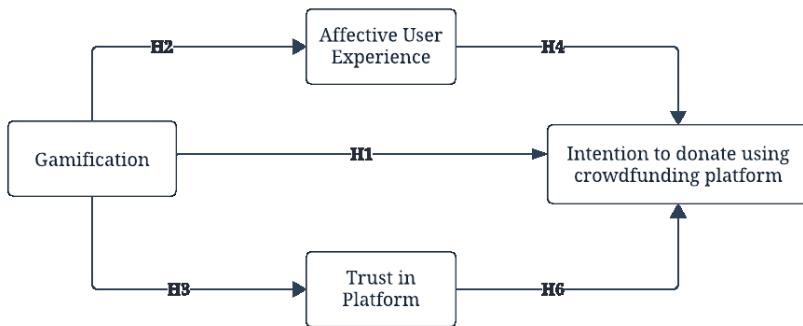 Affective User
Experience
H2
H4
Gamification
H1
Intention to donate using
crowdfunding platform
H3
Trust in
Platform
H6